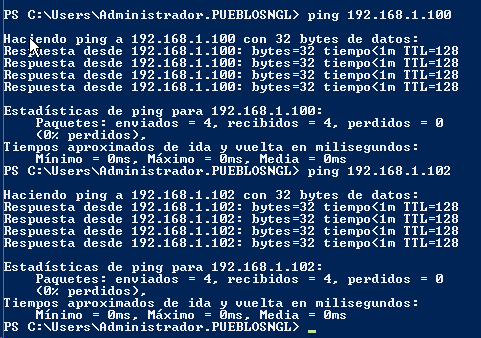 PS C:\Users\Administrador.PUEBLOSNGL> ping 192.168.1.100
Haciendo ping a 192.168.1.100 con 32 bytes de datos:
Respuesta desde 192.168.1.100: bytes=32 tiempo<1m TTL=128
Respuesta desde 192.168.1.100: bytes=32 tiempo<1m TTL=128
Respuesta desde 192.168.1.100: bytes=32 tiempo<1m TTL=128
Respuesta desde 192.168.1.100: bytes=32 tiempo<1m TTL=128
Estadísticas de ping para 192.168.1.100:
Paquetes: enviados = 4, recibidos = 4, perdidos = 0
(0% perdidos),
Tiempos aproximados de ida y vuelta en milisegundos:
Mínimo = 0ms, Máximo = 0ms, Media = 0ms
PS C:\Users\Administrador.PUEBLOSNGL> ping 192.168.1.102
Haciendo ping a 192.168.1.102 con 32 bytes de datos:
Respuesta desde 192.168.1.102: bytes=32 tiempo<1m TTL=128
Respuesta desde 192.168.1.102: bytes=32 tiempo<1m TTL=128
Respuesta desde 192.168.1.102: bytes=32 tiempo<1m TTL=128
Respuesta desde 192.168.1.102: bytes=32 tiempo<1m TTL=128
Estadísticas de ping para 192.168.1.102:
Paquetes: enviados = 4, recibidos = 4, perdidos = 0
(0% perdidos),
Tiempos aproximados de ida y vuelta en milisegundos:
Mínimo = 0ms, Máximo = 0ms, Media = 0ms
PS C:\Users\Administrador.PUEBLOSNGL> _